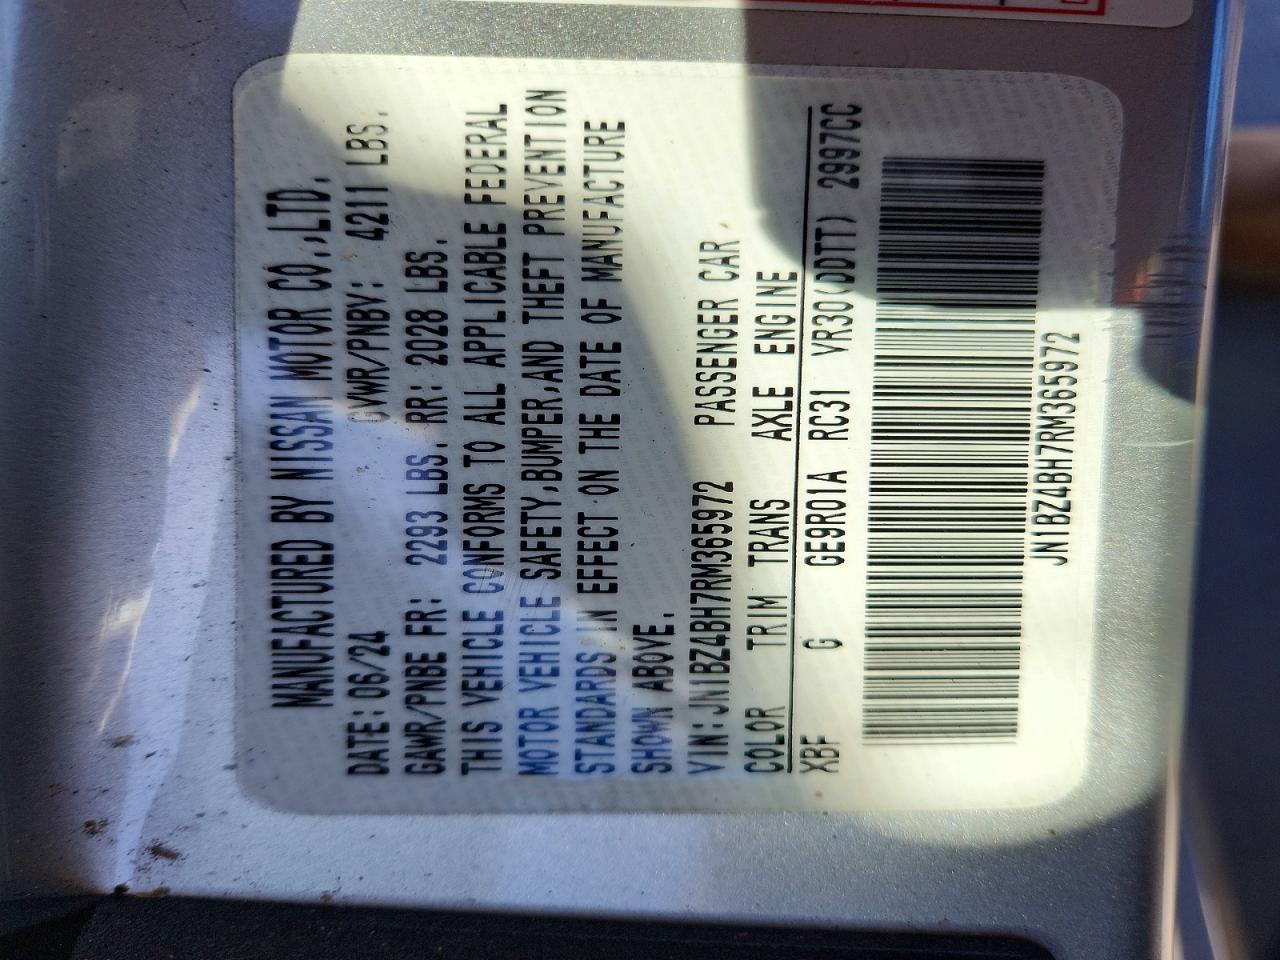 MANUFACTURED BY NISSAN MOTOR CO.,LTD.
DATE:06/24 GVWR/PNBV: 4211 LBS.
GAWR/PNBE FR: 2293 LBS. RR: 2028 LBS.
THIS VEHICLE CONFORMS TO ALL APPLICABLE FEDERAL
MOTOR VEHICLE SAFETY,BUMPER,AND THEFT PREVENTION
STANDARDS IN EFFECT ON THE DATE OF MANUFACTURE
SHOWN ABOVE.
VIN:JN1BZ4BH7RM365972 PASSENGER CAR
COLOR TRIM TRANS AXLE ENGINE
XBF G GE9R01A RC31 VR30(DDTT) 2997CC
JN1BZ4BH7RM365972